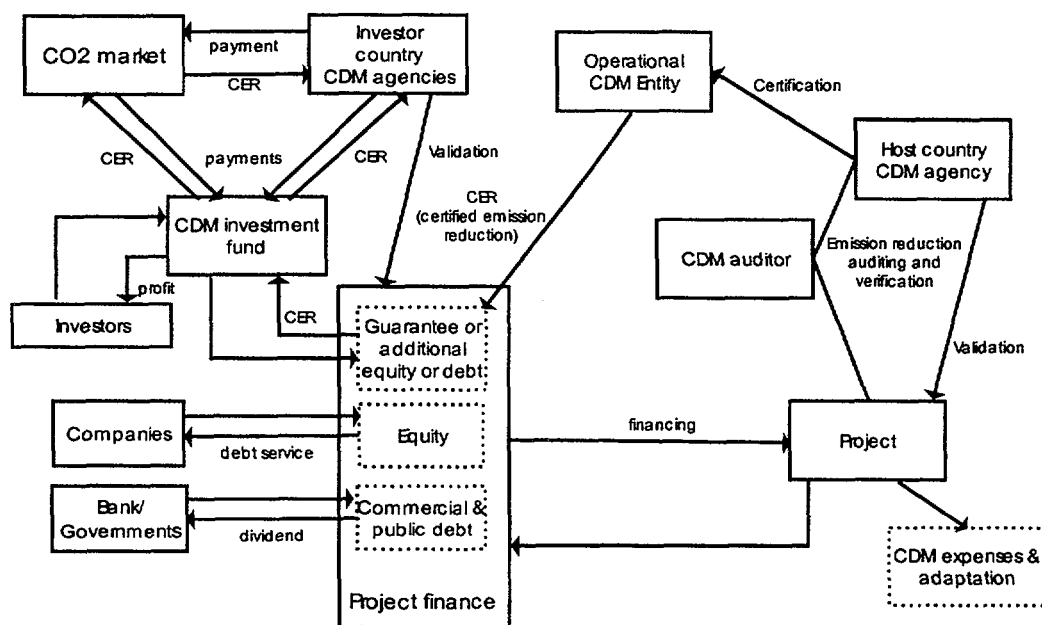 CO2 market
payment
CER
Investor
country
CDM agencies
Operational
CDM Entity
Certification
Host country
CDM agency
CER
payments
CER
Validation
CER
(certified emission
reduction)
CDM investment
fund
CDM auditor
Emission reduction
auditing and
verification
profit
Investors
CER
Guarantee or
additional
equity or debt
Validation
Companies
debt service
Equity
financing
Project
Bank/
Governments
dividend
Commercial &
public debt
CDM expenses &
adaptation
Project finance